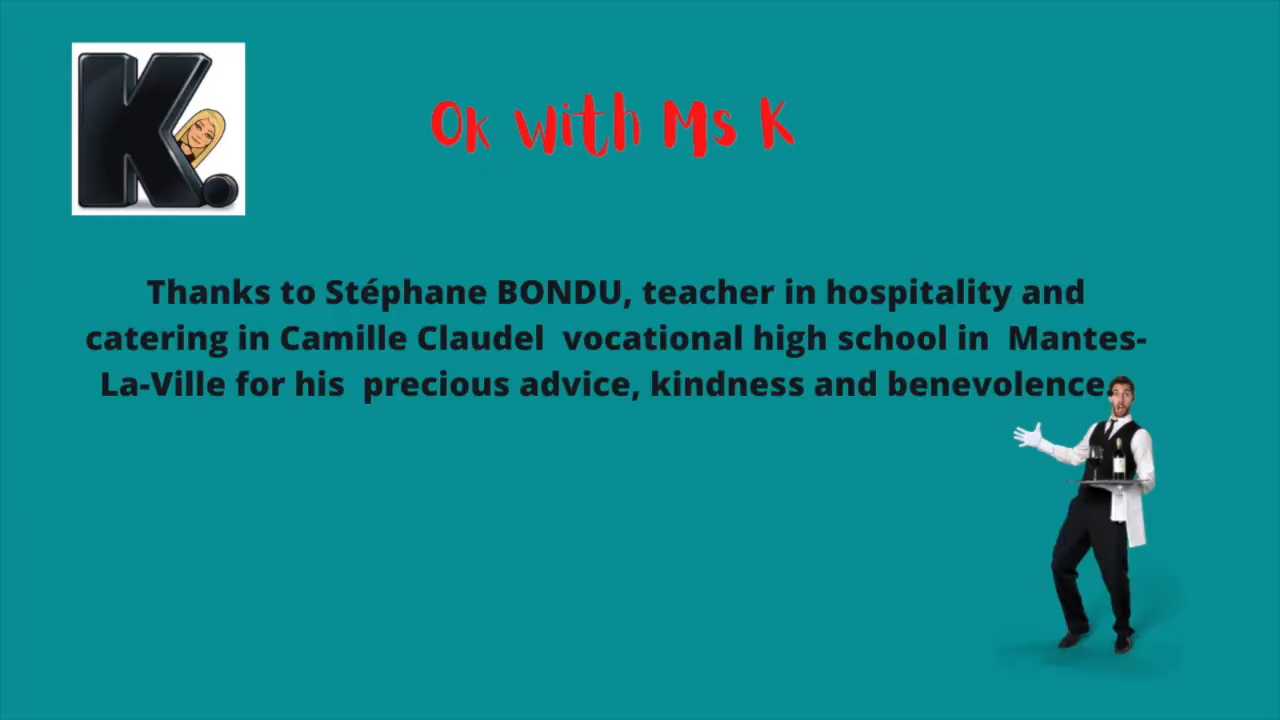 K.
Ok with Ms K
Thanks to Stéphane BONDU, teacher in hospitality and
catering in Camille Claudel vocational high school in Mantes-
La-Ville for his precious advice, kindness and benevolence.